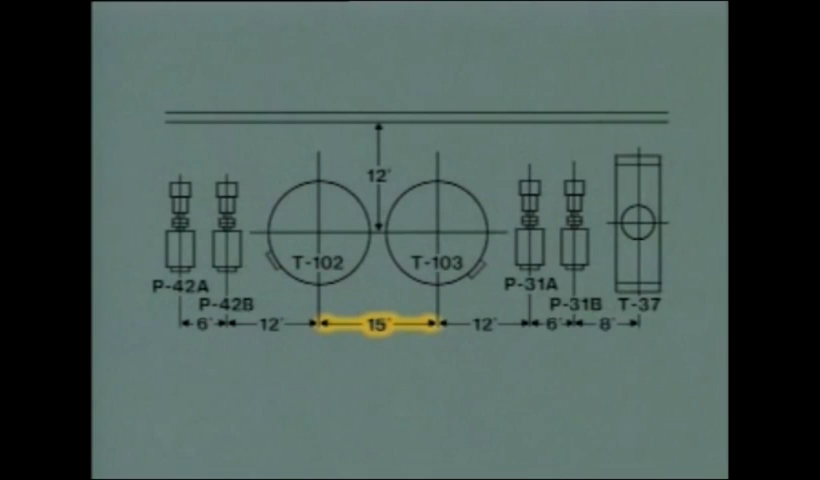 12'
T-102 T-103
P-42A P-31A
P-42B P-31B T-37
6' 12' 15' 12' 6' 8'